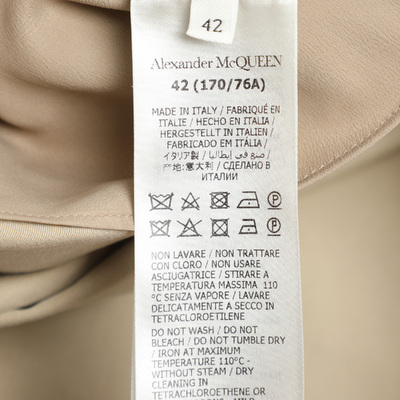 42
Alexander McQUEEN
42 (170/76A)
MADE IN ITALY / FABRIQUÉ EN
ITALIE / HECHO EN ITALIA /
HERGESTELLT IN ITALIEN /
FABRICADO EM ITÁLIA /
イタリア製 / صنع في إيطاليا /
产地:意大利 / СДЕЛАНО В
ИТАЛИИ
NON LAVARE / NON TRATTARE
CON CLORO / NON USARE
ASCIUGATRICE / STIRARE A
TEMPERATURA MASSIMA 110
°C SENZA VAPORE / LAVARE
DELICATAMENTE A SECCO IN
TETRACLOROETILENE
DO NOT WASH / DO NOT
BLEACH / DO NOT TUMBLE DRY
/ IRON AT MAXIMUM
TEMPERATURE 110°C -
WITHOUT STEAM / DRY
CLEANING IN
TETRACHLOROETHENE OR